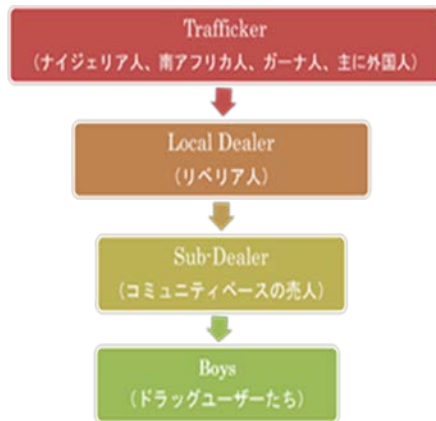 Trafficker
（ナイジェリア人、南アフリカ人、ガーナ人、主に外国人）
Local Dealer
（リベリア人）
Sub-Dealer
（コミュニティベースの売人）
Boys
（ドラッグユーザーたち）